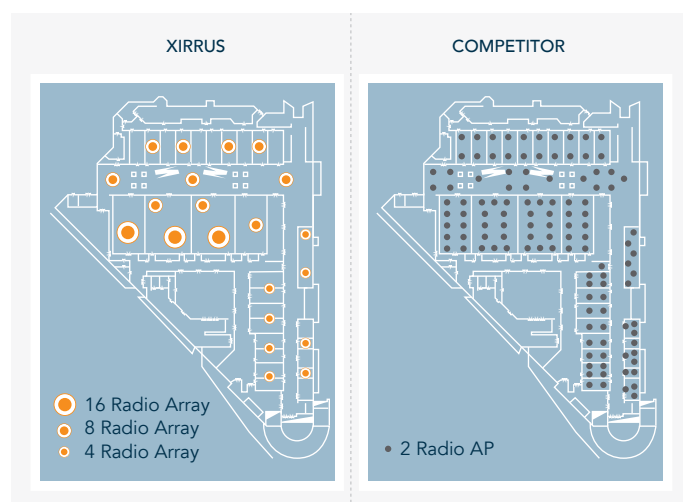 XIRRUS
COMPETITOR
16 Radio Array
8 Radio Array
4 Radio Array
2 Radio AP